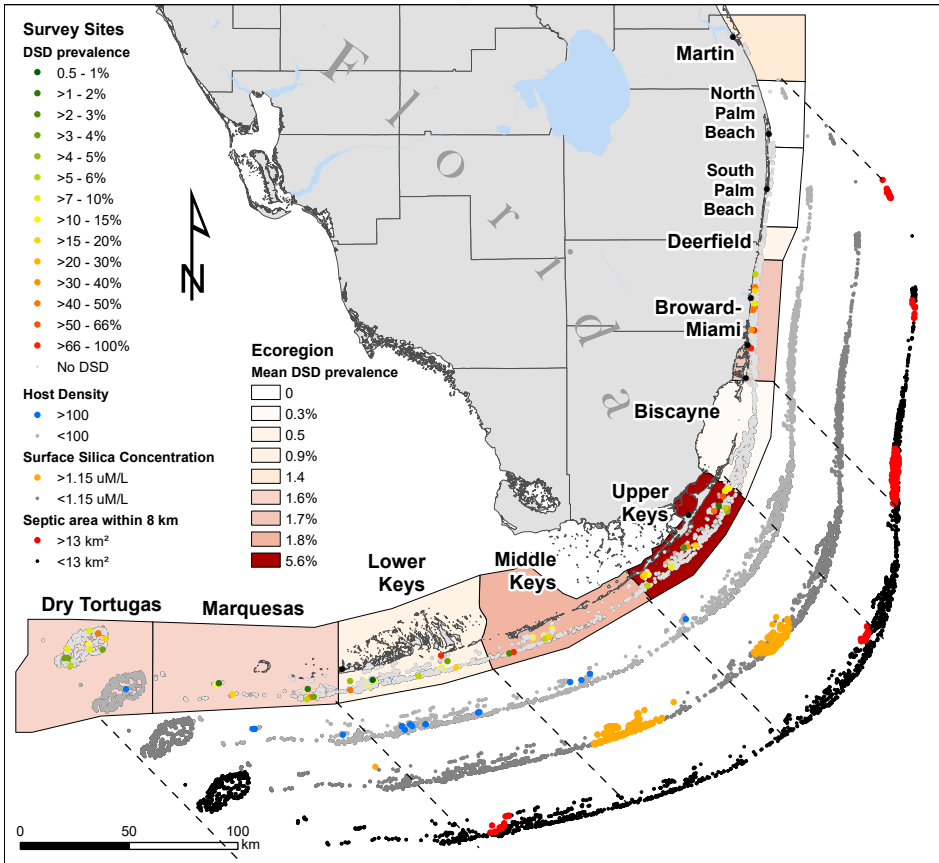 Survey Sites
DSD prevalence
0.5 - 1%
>1 - 2%
>2 - 3%
>3 - 4%
>4 - 5%
>5 - 6%
>7 - 10%
>10 - 15%
>15 - 20%
>20 - 30%
>30 - 40%
>40 - 50%
>50 - 66%
>66 - 100%
No DSD
Host Density
>100
<100
Surface Silica Concentration
>1.15 uM/L
<1.15 uM/L
Septic area within 8 km
>13 km²
<13 km²
N
Ecoregion
Mean DSD prevalence
0
0.3%
0.5
0.9%
1.4
1.6%
1.7%
1.8%
5.6%
Florida
Martin
North
Palm
Beach
South
Palm
Beach
Deerfield
Broward-
Miami
Biscayne
Upper
Keys
Middle
Keys
Lower
Keys
Marquesas
Dry Tortugas
0 50 100
km